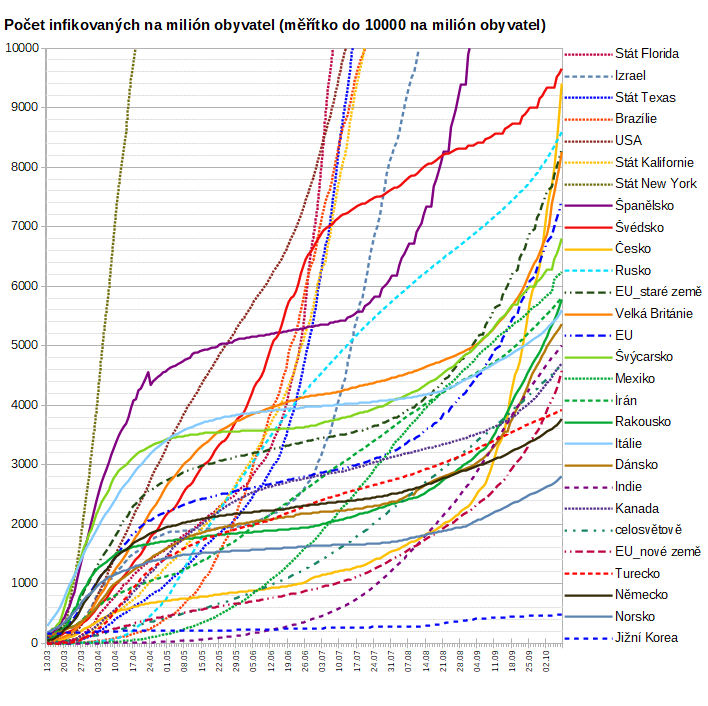 Počet infikovaných na milión obyvatel (měřítko do 10000 na milión obyvatel)
10000
9000
8000
7000
6000
5000
4000
3000
2000
1000
0
13.03
20.03
27.03
03.04
10.04
17.04
24.04
01.05
08.05
15.05
22.05
29.05
05.06
12.06
19.06
26.06
03.07
10.07
17.07
24.07
31.07
07.08
14.08
21.08
28.08
04.09
11.09
18.09
25.09
02.10
Stát Florida
Izrael
Stát Texas
Brazílie
USA
Stát Kalifornie
Stát New York
Španělsko
Švédsko
Česko
Rusko
EU_staré země
Velká Británie
EU
Švýcarsko
Mexiko
Írán
Rakousko
Itálie
Dánsko
Indie
Kanada
celosvětově
EU_nové země
Turecko
Německo
Norsko
Jižní Korea